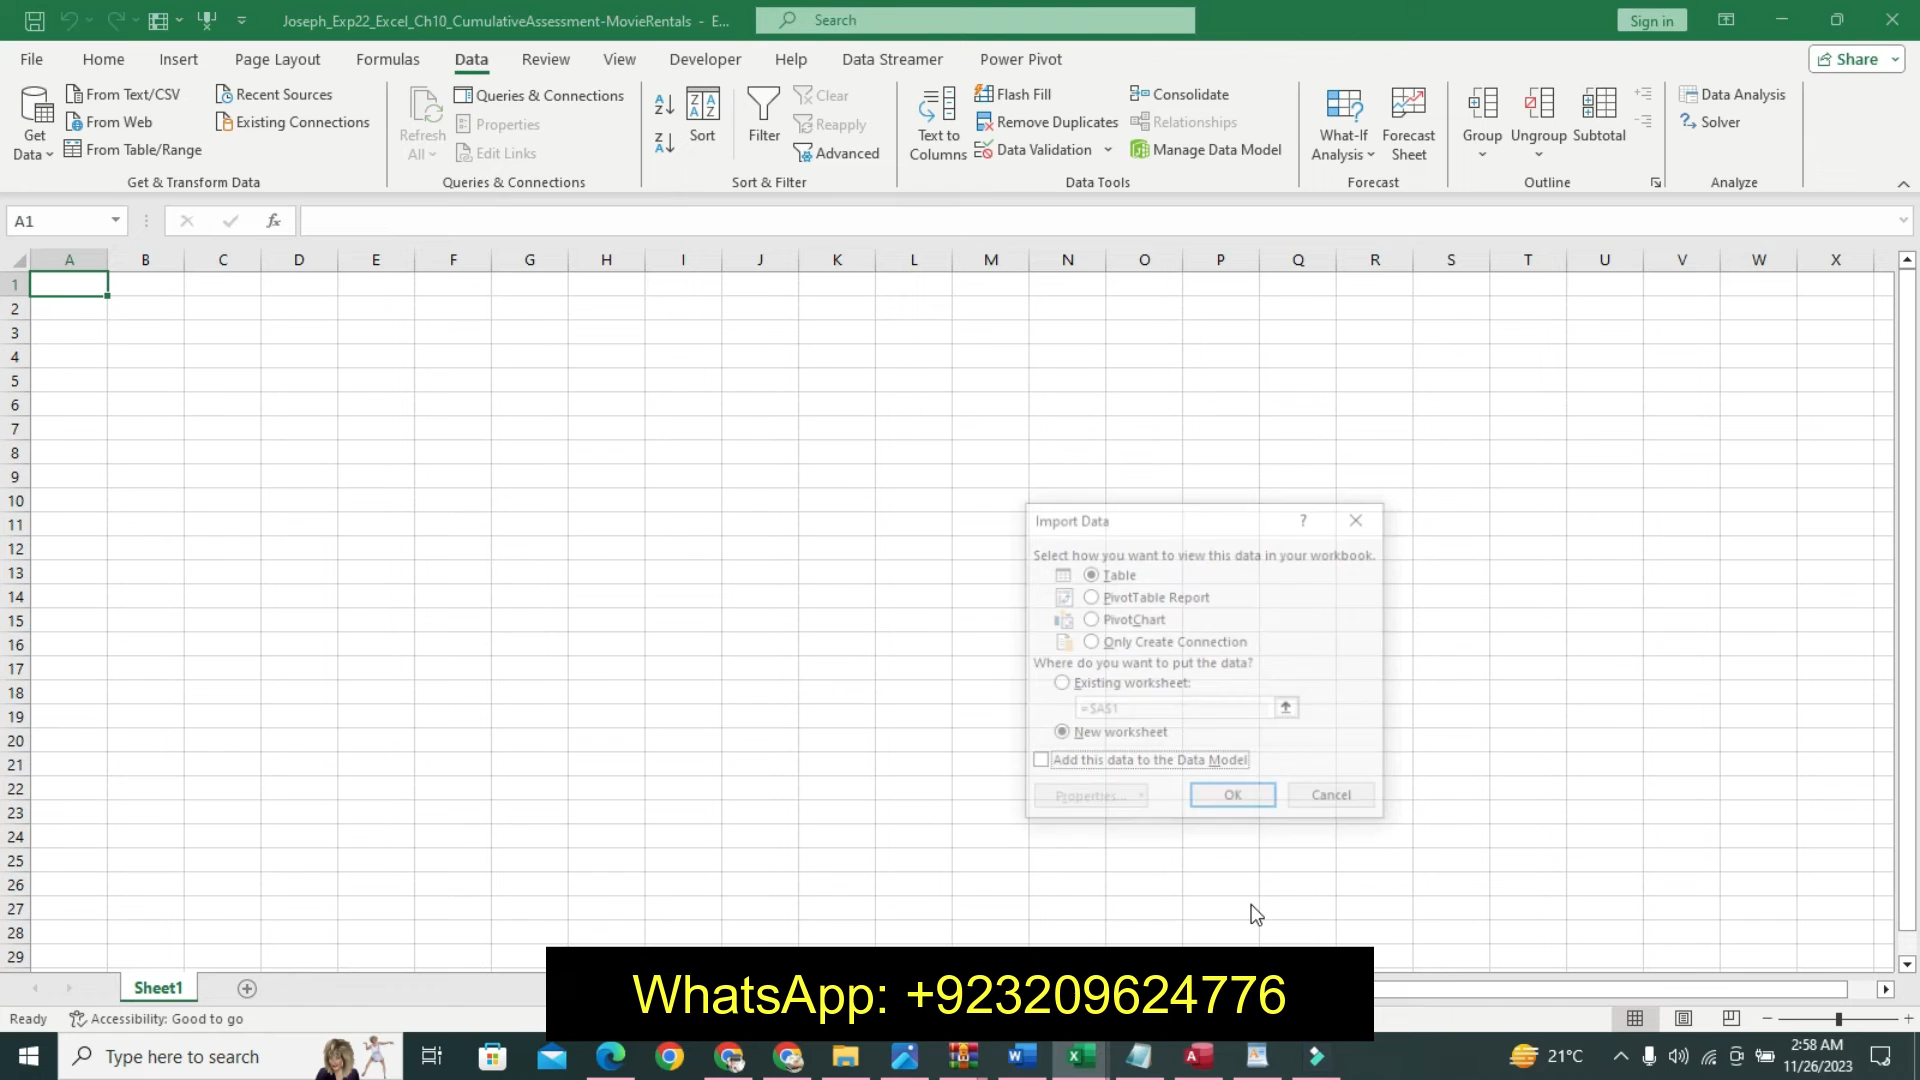 Joseph_Exp22_Excel_Ch10_CumulativeAssessment-MovieRentals - E...
Search
Sign in
File Home Insert Page Layout Formulas Data Review View Developer Help Data Streamer Power Pivot
Share
Get Data
From Text/CSV
From Web
From Table/Range
Recent Sources
Existing Connections
Get & Transform Data
Refresh All
Queries & Connections
Properties
Edit Links
Queries & Connections
Sort
Filter
Clear
Reapply
Advanced
Sort & Filter
Text to Columns
Flash Fill
Remove Duplicates
Data Validation
Consolidate
Relationships
Manage Data Model
Data Tools
What-If Analysis
Forecast Sheet
Forecast
Group
Ungroup
Subtotal
Outline
Data Analysis
Solver
Analyze
A1
fx
A B C D E F G H I J K L M N O P Q R S T U V W X
1
2
3
4
5
6
7
8
9
10
11
12
13
14
15
16
17
18
19
20
21
22
23
24
25
26
27
28
29
Import Data
?
Select how you want to view this data in your workbook.
Table
PivotTable Report
PivotChart
Only Create Connection
Where do you want to put the data?
Existing worksheet:
=$A$1
New worksheet
Add this data to the Data Model
Properties...
OK
Cancel
Sheet1
WhatsApp: +923209624776
Ready
Accessibility: Good to go
Type here to search
21°C
2:58 AM
11/26/2023